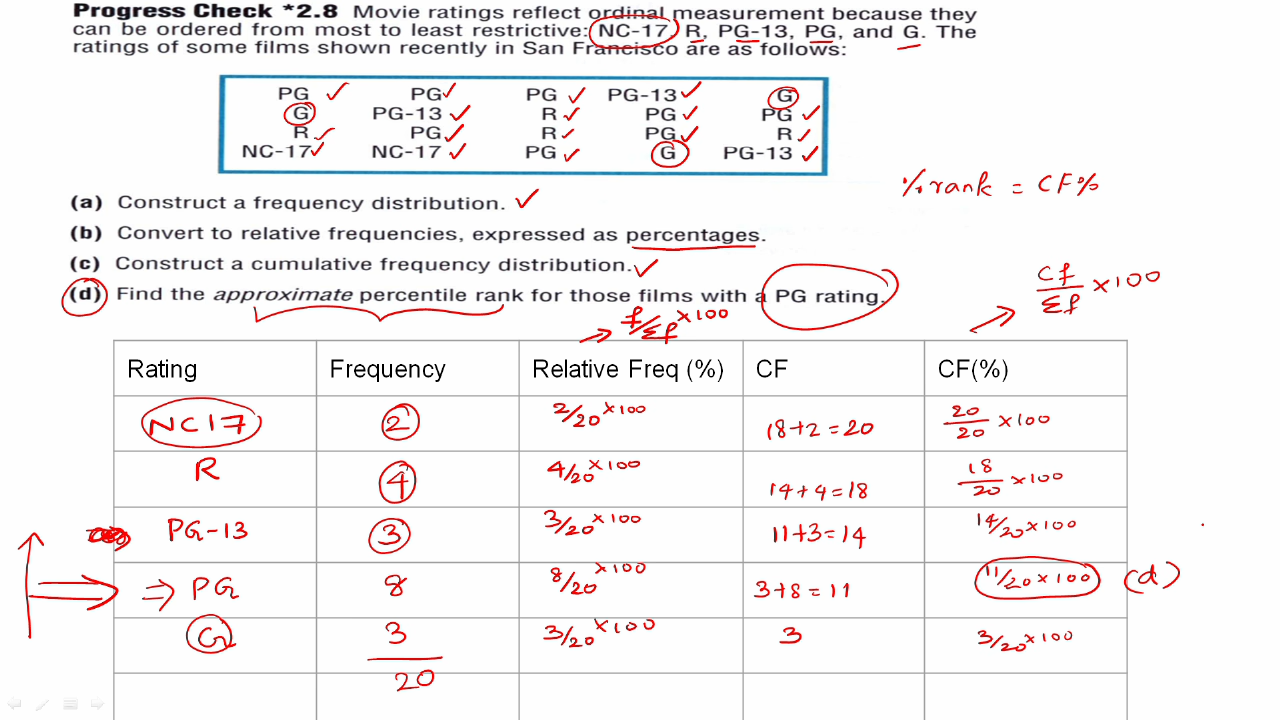 Progress Check *2.8 Movie ratings reflect ordinal measurement because they
can be ordered from most to least restrictive: NC-17, R, PG-13, PG, and G. The
ratings of some films shown recently in San Francisco are as follows:
PG PG PG PG-13 G
G PG-13 R PG PG
R PG R PG R
NC-17 NC-17 PG G PG-13
% rank = CF%
(a) Construct a frequency distribution.
(b) Convert to relative frequencies, expressed as percentages.
(c) Construct a cumulative frequency distribution.
(d) Find the approximate percentile rank for those films with a PG rating.
f/Σf ×100
cf/Σf ×100
Rating Frequency Relative Freq (%) CF CF(%)
NC17 2 2/20 ×100 18+2=20 20/20 ×100
R 4 4/20 ×100 14+4=18 18/20 ×100
PG-13 3 3/20 ×100 11+3=14 14/20 ×100
⇒ PG 8 8/20 ×100 3+8=11 11/20 ×100 (d)
G 3 3/20 ×100 3 3/20 ×100
20